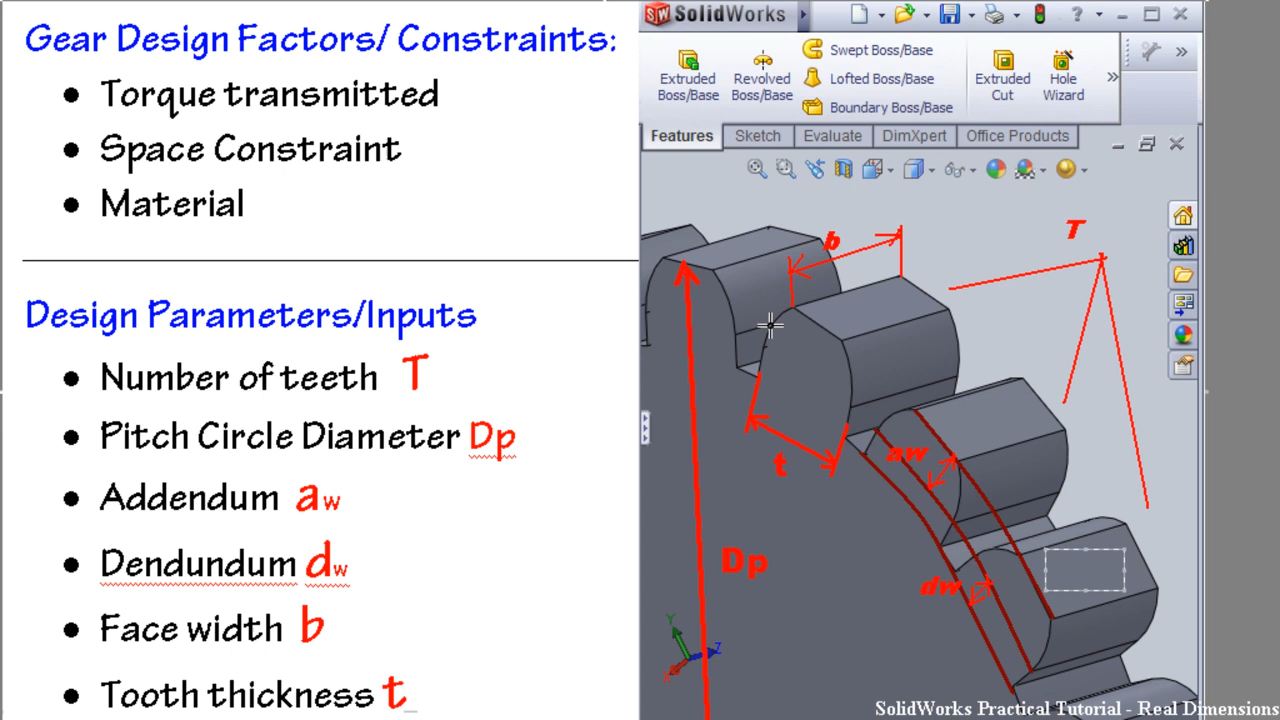 Gear Design Factors/ Constraints:
• Torque transmitted
• Space Constraint
• Material
Design Parameters/Inputs
• Number of teeth T
• Pitch Circle Diameter Dp
• Addendum aw
• Dendundum dw
• Face width b
• Tooth thickness t
SolidWorks
Extruded Boss/Base
Revolved Boss/Base
Swept Boss/Base
Lofted Boss/Base
Boundary Boss/Base
Extruded Cut
Hole Wizard
Features Sketch Evaluate DimXpert Office Products
b
T
t
aw
Dp
dw
Y
Z
X
SolidWorks Practical Tutorial - Real Dimensions